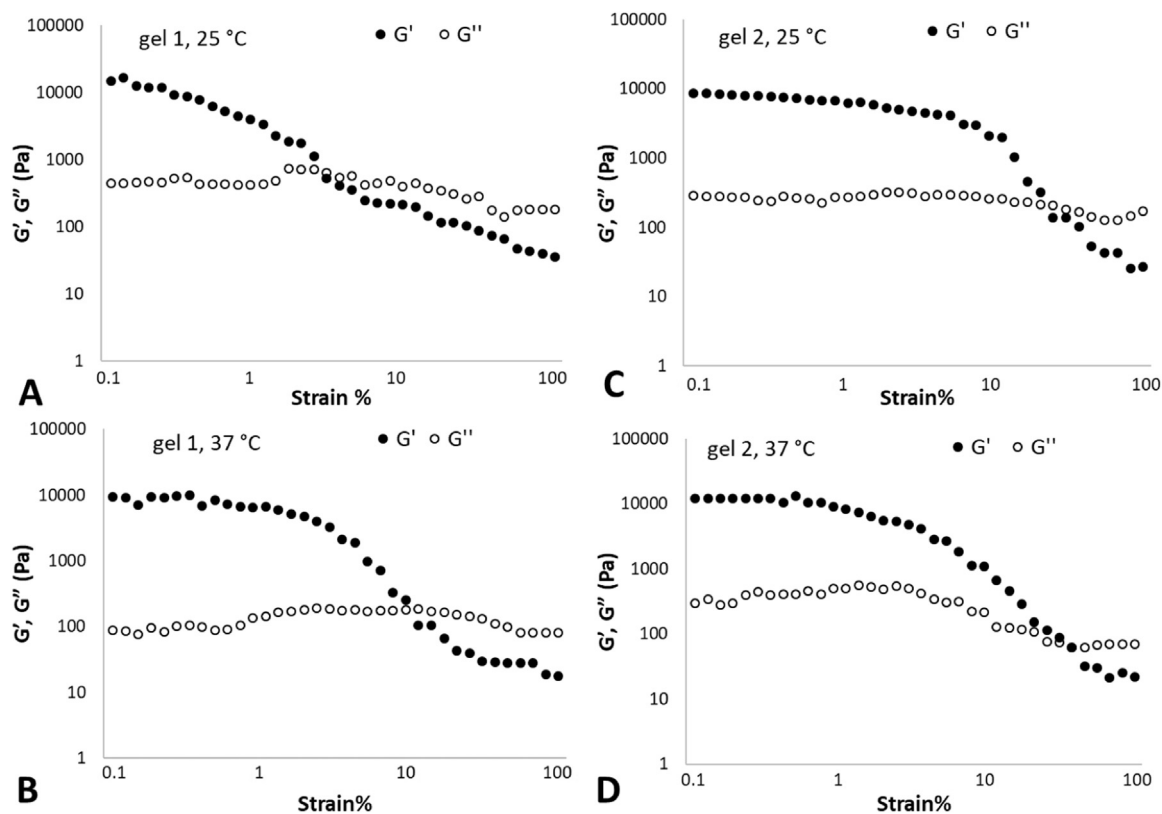 100000
10000
1000
100
10
1
G', G” (Pa)
gel 1, 25 °C
G' G''
0.1 1 10 100
Strain %
A
100000
10000
1000
100
10
1
G', G” (Pa)
gel 2, 25 °C
G' G''
0.1 1 10 100
Strain%
C
100000
10000
1000
100
10
1
G', G” (Pa)
gel 1, 37 °C
G' G''
0.1 1 10 100
Strain%
B
100000
10000
1000
100
10
1
G', G” (Pa)
gel 2, 37 °C
G' G''
0.1 1 10 100
Strain%
D